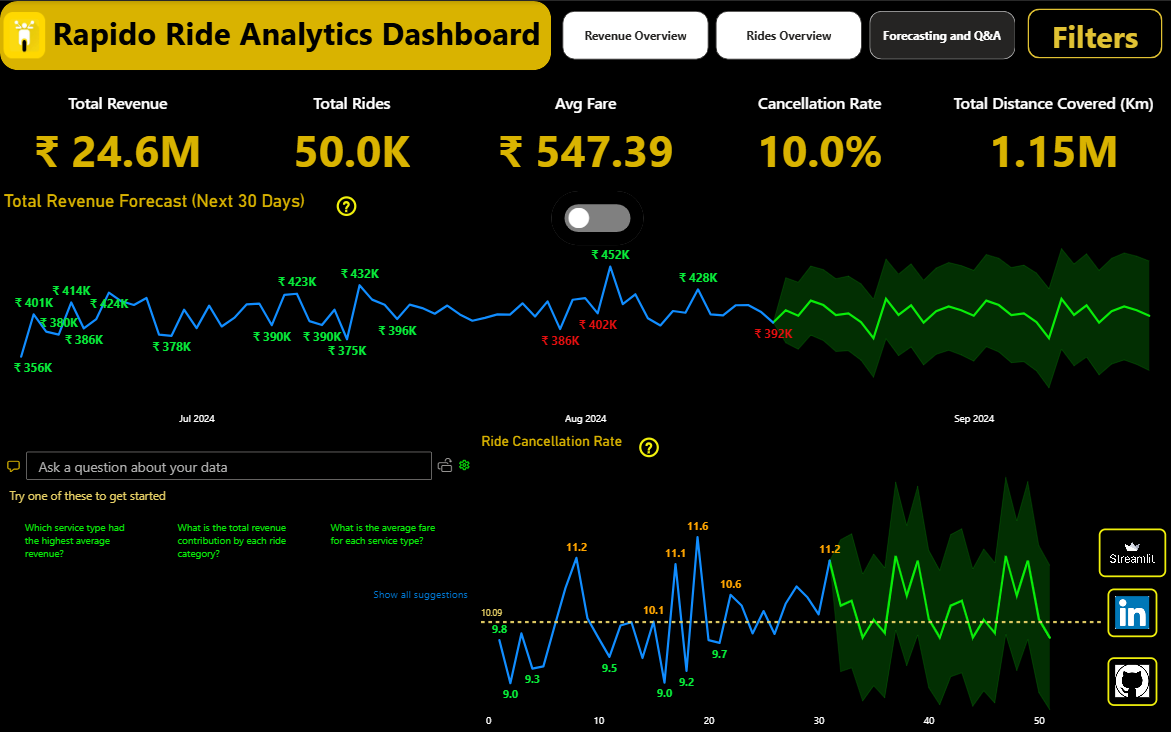 Rapido Ride Analytics Dashboard
Revenue Overview
Rides Overview
Forecasting and Q&A
Filters
Total Revenue
Total Rides
Avg Fare
Cancellation Rate
Total Distance Covered (Km)
₹ 24.6M
50.0K
₹ 547.39
10.0%
1.15M
Total Revenue Forecast (Next 30 Days)
?
₹ 452K
₹ 432K
₹ 428K
₹ 423K
₹ 414K
₹ 401K
₹ 424K
₹ 380K
₹ 386K
₹ 378K
₹ 390K
₹ 390K
₹ 375K
₹ 396K
₹ 386K
₹ 402K
₹ 392K
₹ 356K
Jul 2024
Aug 2024
Sep 2024
Ask a question about your data
Try one of these to get started
Which service type had
the highest average
revenue?
What is the total revenue
contribution by each ride
category?
What is the average fare
for each service type?
Show all suggestions
Ride Cancellation Rate
?
11.6
11.2
11.1
11.2
10.6
10.1
10.09
9.8
9.7
9.5
9.3
9.2
9.0
9.0
0
10
20
30
40
50
Streamlit
in